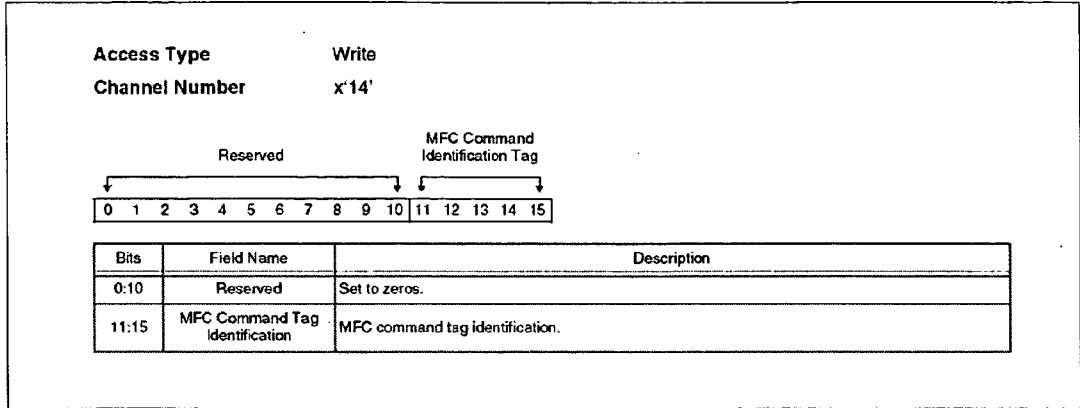 Access Type Write
Channel Number x'14'
MFC Command
Reserved Identification Tag
0 1 2 3 4 5 6 7 8 9 10 11 12 13 14 15
Bits Field Name Description
0:10 Reserved Set to zeros.
11:15 MFC Command Tag Identification MFC command tag identification.